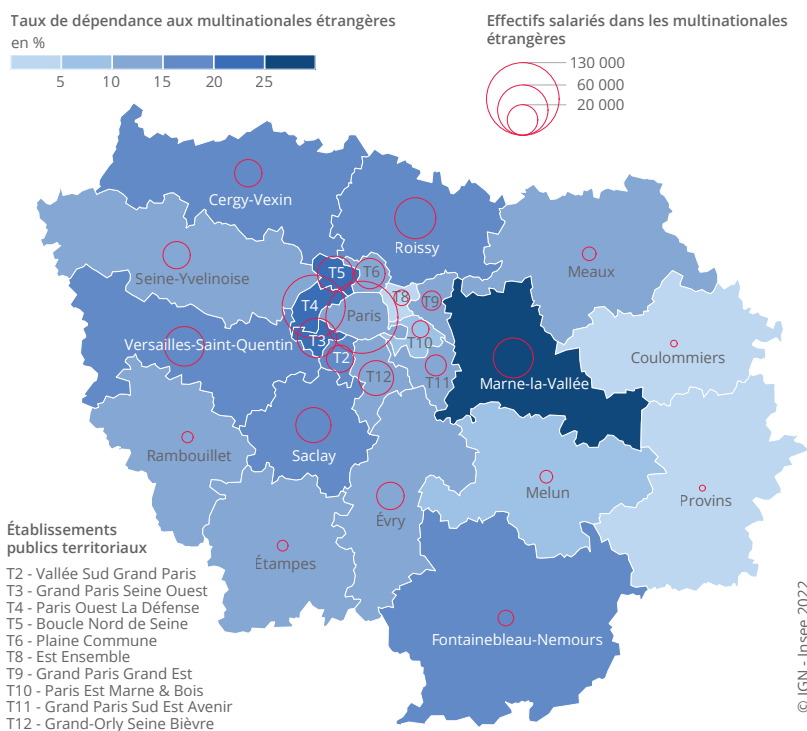 Taux de dépendance aux multinationales étrangères
en %
5 10 15 20 25
Effectifs salariés dans les multinationales
étrangères
130 000
60 000
20 000
Cergy-Vexin
Roissy
Seine-Yvelinoise
Meaux
T5
T6
T4
T8
T9
Paris
T10
Versailles-Saint-Quentin
T3
T2
T12
T11
Marne-la-Vallée
Coulommiers
Rambouillet
Saclay
Melun
Provins
Évry
Étampes
Fontainebleau-Nemours
Établissements
publics territoriaux
T2 - Vallée Sud Grand Paris
T3 - Grand Paris Seine Ouest
T4 - Paris Ouest La Défense
T5 - Boucle Nord de Seine
T6 - Plaine Commune
T8 - Est Ensemble
T9 - Grand Paris Grand Est
T10 - Paris Est Marne & Bois
T11 - Grand Paris Sud Est Avenir
T12 - Grand-Orly Seine Bièvre
© IGN - Insee 2022